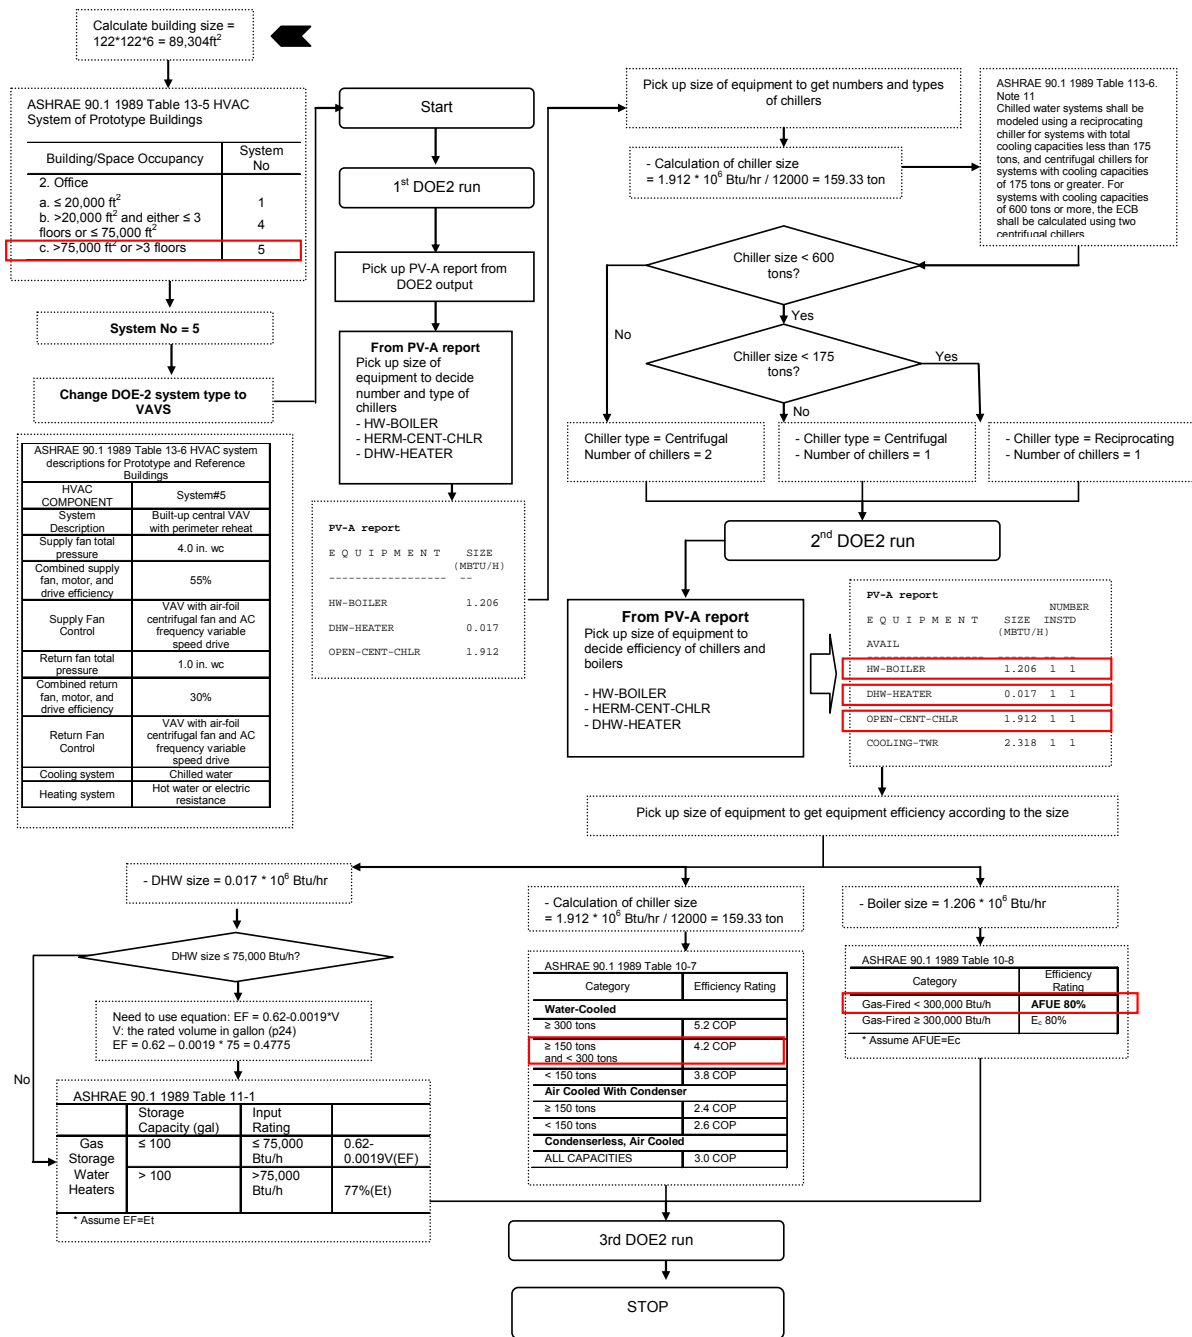 Calculate building size =
122*122*6 = 89,304ft2
ASHRAE 90.1 1989 Table 13-5 HVAC
System of Prototype Buildings
Building/Space Occupancy
System
No
2. Office
a. ≤ 20,000 ft2
1
b. >20,000 ft2 and either ≤ 3
floors or ≤ 75,000 ft2
4
c. >75,000 ft2 or >3 floors
5
System No = 5
Change DOE-2 system type to
VAVS
ASHRAE 90.1 1989 Table 13-6 HVAC system
descriptions for Prototype and Reference
Buildings
HVAC
COMPONENT
System#5
System
Description
Built-up central VAV
with perimeter reheat
Supply fan total
pressure
4.0 in. wc
Combined supply
fan, motor, and
drive efficiency
55%
Supply Fan
Control
VAV with air-foil
centrifugal fan and AC
frequency variable
speed drive
Return fan total
pressure
1.0 in. wc
Combined return
fan, motor, and
drive efficiency
30%
Return Fan
Control
VAV with air-foil
centrifugal fan and AC
frequency variable
speed drive
Cooling system
Chilled water
Heating system
Hot water or electric
resistance
Start
1st DOE2 run
Pick up PV-A report from
DOE2 output
From PV-A report
Pick up size of
equipment to decide
number and type of
chillers
- HW-BOILER
- HERM-CENT-CHLR
- DHW-HEATER
PV-A report
E Q U I P M E N T SIZE
(MBTU/H)
------------------ --
HW-BOILER 1.206
DHW-HEATER 0.017
OPEN-CENT-CHLR 1.912
Pick up size of equipment to get numbers and types
of chillers
- Calculation of chiller size
= 1.912 * 106 Btu/hr / 12000 = 159.33 ton
ASHRAE 90.1 1989 Table 113-6.
Note 11
Chilled water systems shall be
modeled using a reciprocating
chiller for systems with total
cooling capacities less than 175
tons, and centrifugal chillers for
systems with cooling capacities
of 175 tons or greater. For
systems with cooling capacities
of 600 tons or more, the ECB
shall be calculated using two
centrifugal chillers
Chiller size < 600
tons?
No
Yes
Chiller size < 175
tons?
Yes
No
Chiller type = Centrifugal
Number of chillers = 2
- Chiller type = Centrifugal
- Number of chillers = 1
- Chiller type = Reciprocating
- Number of chillers = 1
2nd DOE2 run
From PV-A report
Pick up size of equipment to
decide efficiency of chillers and
boilers
- HW-BOILER
- HERM-CENT-CHLR
- DHW-HEATER
PV-A report
NUMBER
E Q U I P M E N T SIZE INSTD
(MBTU/H)
AVAIL
------------------ ------ -- --
HW-BOILER 1.206 1 1
DHW-HEATER 0.017 1 1
OPEN-CENT-CHLR 1.912 1 1
COOLING-TWR 2.318 1 1
Pick up size of equipment to get equipment efficiency according to the size
- DHW size = 0.017 * 106 Btu/hr
- Calculation of chiller size
= 1.912 * 106 Btu/hr / 12000 = 159.33 ton
- Boiler size = 1.206 * 106 Btu/hr
DHW size ≤ 75,000 Btu/h?
No
Need to use equation: EF = 0.62-0.0019*V
V: the rated volume in gallon (p24)
EF = 0.62 – 0.0019 * 75 = 0.4775
ASHRAE 90.1 1989 Table 11-1
Storage
Capacity (gal)
Input
Rating
Gas
Storage
Water
Heaters
≤ 100
≤ 75,000
Btu/h
0.62-
0.0019V(EF)
> 100
>75,000
Btu/h
77%(Et)
* Assume EF=Et
ASHRAE 90.1 1989 Table 10-7
Category Efficiency Rating
Water-Cooled
≥ 300 tons 5.2 COP
≥ 150 tons
and < 300 tons
4.2 COP
< 150 tons 3.8 COP
Air Cooled With Condenser
≥ 150 tons 2.4 COP
< 150 tons 2.6 COP
Condenserless, Air Cooled
ALL CAPACITIES 3.0 COP
ASHRAE 90.1 1989 Table 10-8
Category
Efficiency
Rating
Gas-Fired < 300,000 Btu/h AFUE 80%
Gas-Fired ≥ 300,000 Btu/h Ec 80%
* Assume AFUE=Ec
3rd DOE2 run
STOP